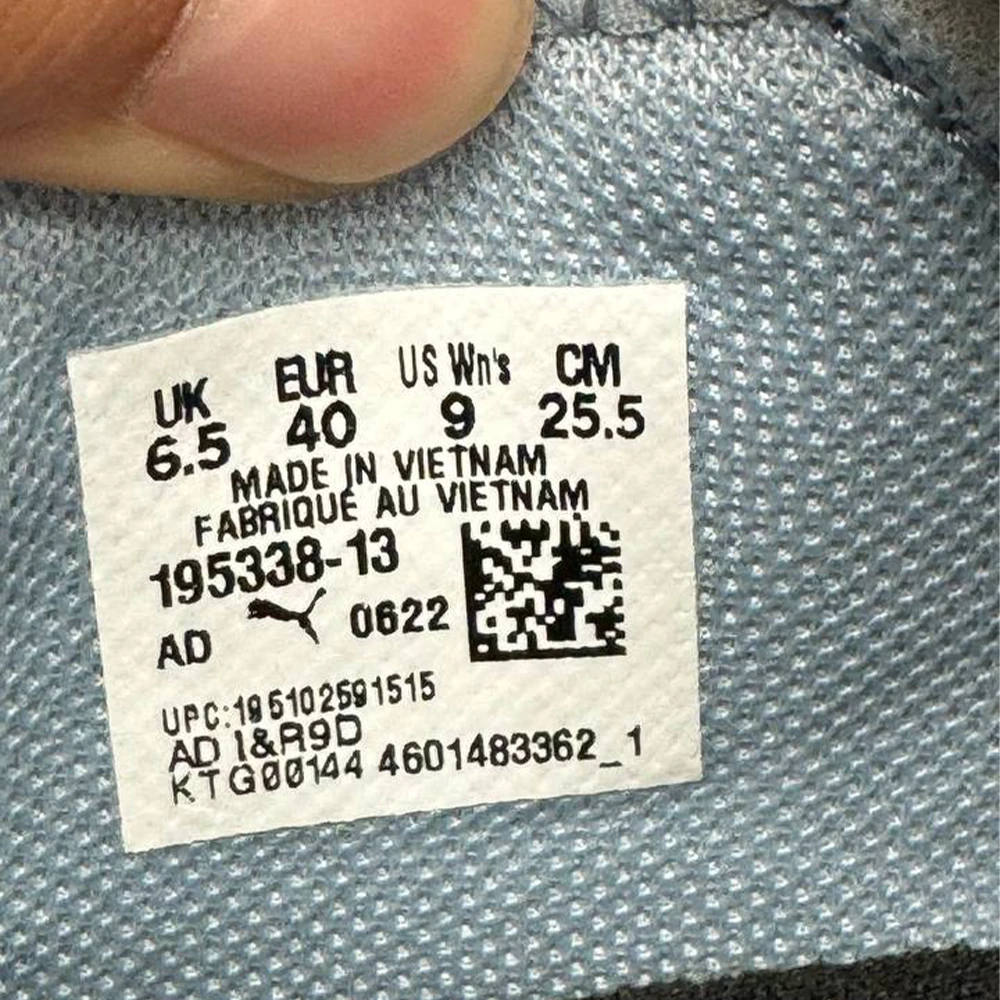 UK EUR US Wn's CM
6.5 40 9 25.5
MADE IN VIETNAM
FABRIQUÉ AU VIETNAM
195338-13
AD 0622
UPC:195102591515
AD I&R9D
KTG00144 4601483362_1